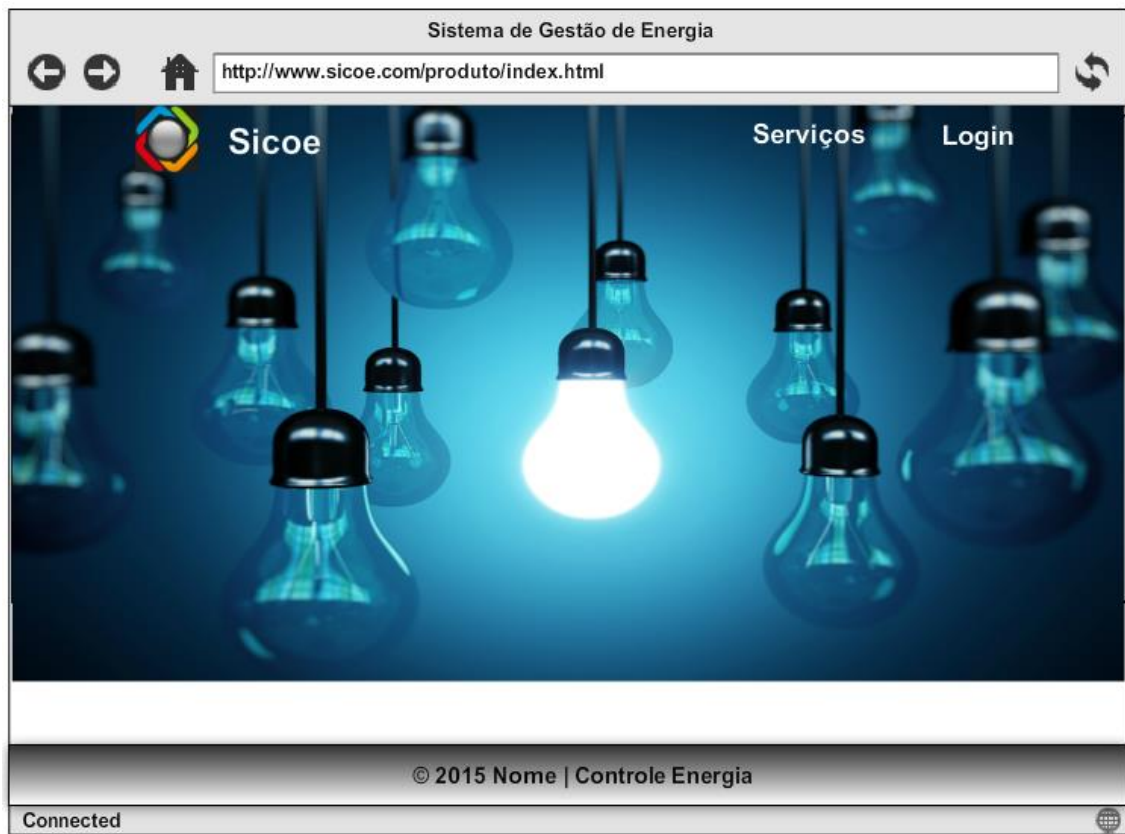 Sistema de Gestão de Energia
http://www.sicoe.com/produto/index.html
Sicoe
Serviços
Login
© 2015 Nome | Controle Energia
Connected